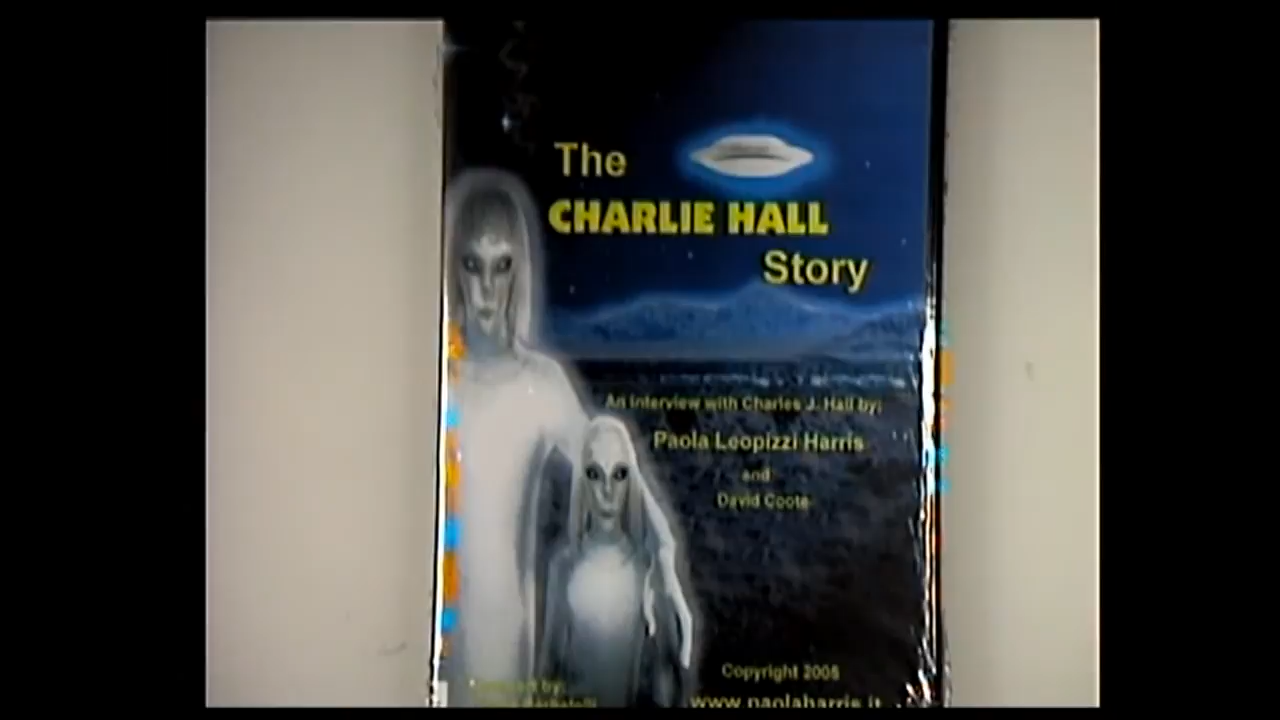 The
CHARLIE HALL
Story
An Interview with Charles J. Hall by:
Paola Leopizzi Harris
and
David Coote
Copyright 2005
www.paolaharris.it
by: